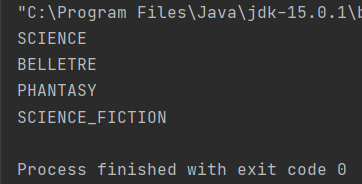 "C:\Program Files\Java\jdk-15.0.1\
SCIENCE
BELLETRE
PHANTASY
SCIENCE_FICTION
Process finished with exit code 0